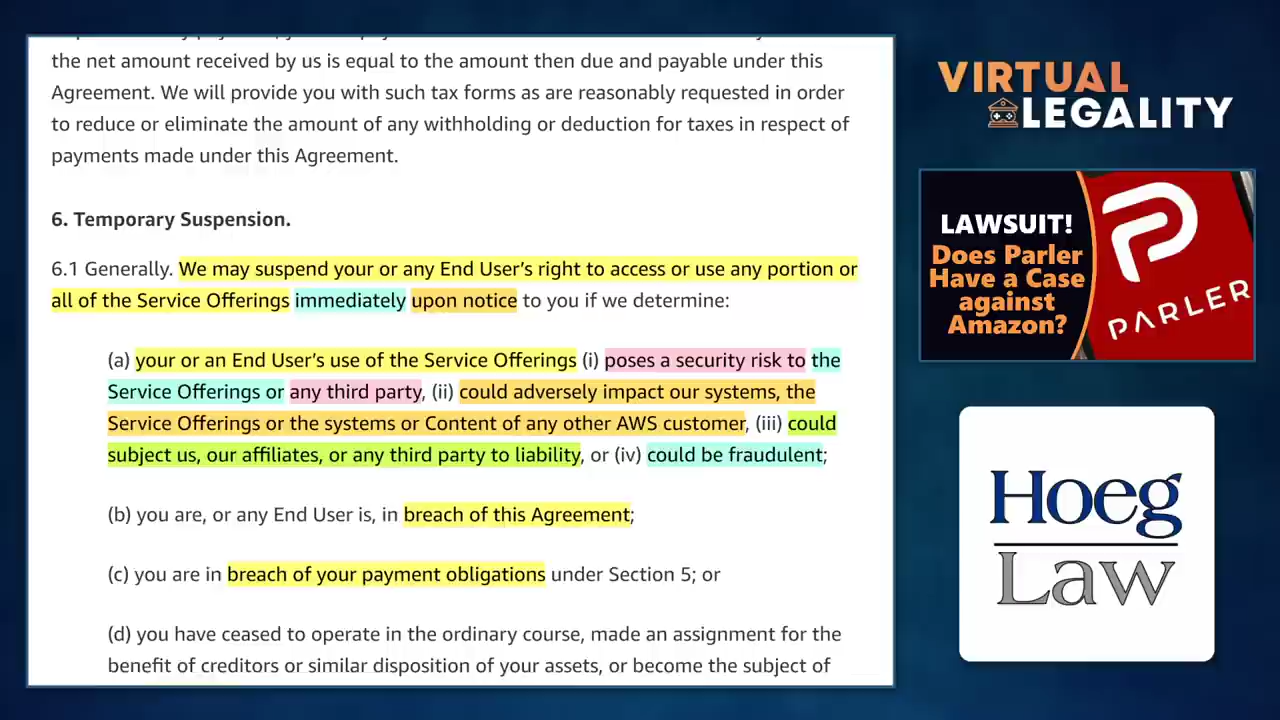 the net amount received by us is equal to the amount then due and payable under this
Agreement. We will provide you with such tax forms as are reasonably requested in order
to reduce or eliminate the amount of any withholding or deduction for taxes in respect of
payments made under this Agreement.
6. Temporary Suspension.
6.1 Generally. We may suspend your or any End User’s right to access or use any portion or
all of the Service Offerings immediately upon notice to you if we determine:
(a) your or an End User’s use of the Service Offerings (i) poses a security risk to the
Service Offerings or any third party, (ii) could adversely impact our systems, the
Service Offerings or the systems or Content of any other AWS customer, (iii) could
subject us, our affiliates, or any third party to liability, or (iv) could be fraudulent;
(b) you are, or any End User is, in breach of this Agreement;
(c) you are in breach of your payment obligations under Section 5; or
(d) you have ceased to operate in the ordinary course, made an assignment for the
benefit of creditors or similar disposition of your assets, or become the subject of
VIRTUAL
LEGALITY
LAWSUIT!
Does Parler
Have a Case
against
Amazon?
PARLER
Hoeg
Law